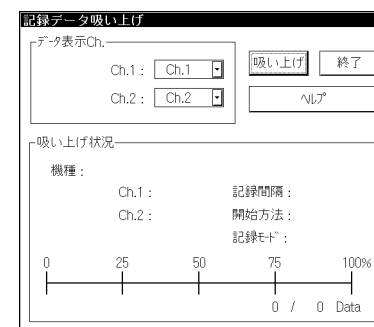 記録データ吸い上げ
データ表示Ch.
Ch.1： Ch.1
Ch.2： Ch.2
吸い上げ 終了
ヘルプ
吸い上げ状況
機種：
Ch.1： 記録間隔：
Ch.2： 開始方法：
記録モード：
0 25 50 75 100%
0 / 0 Data